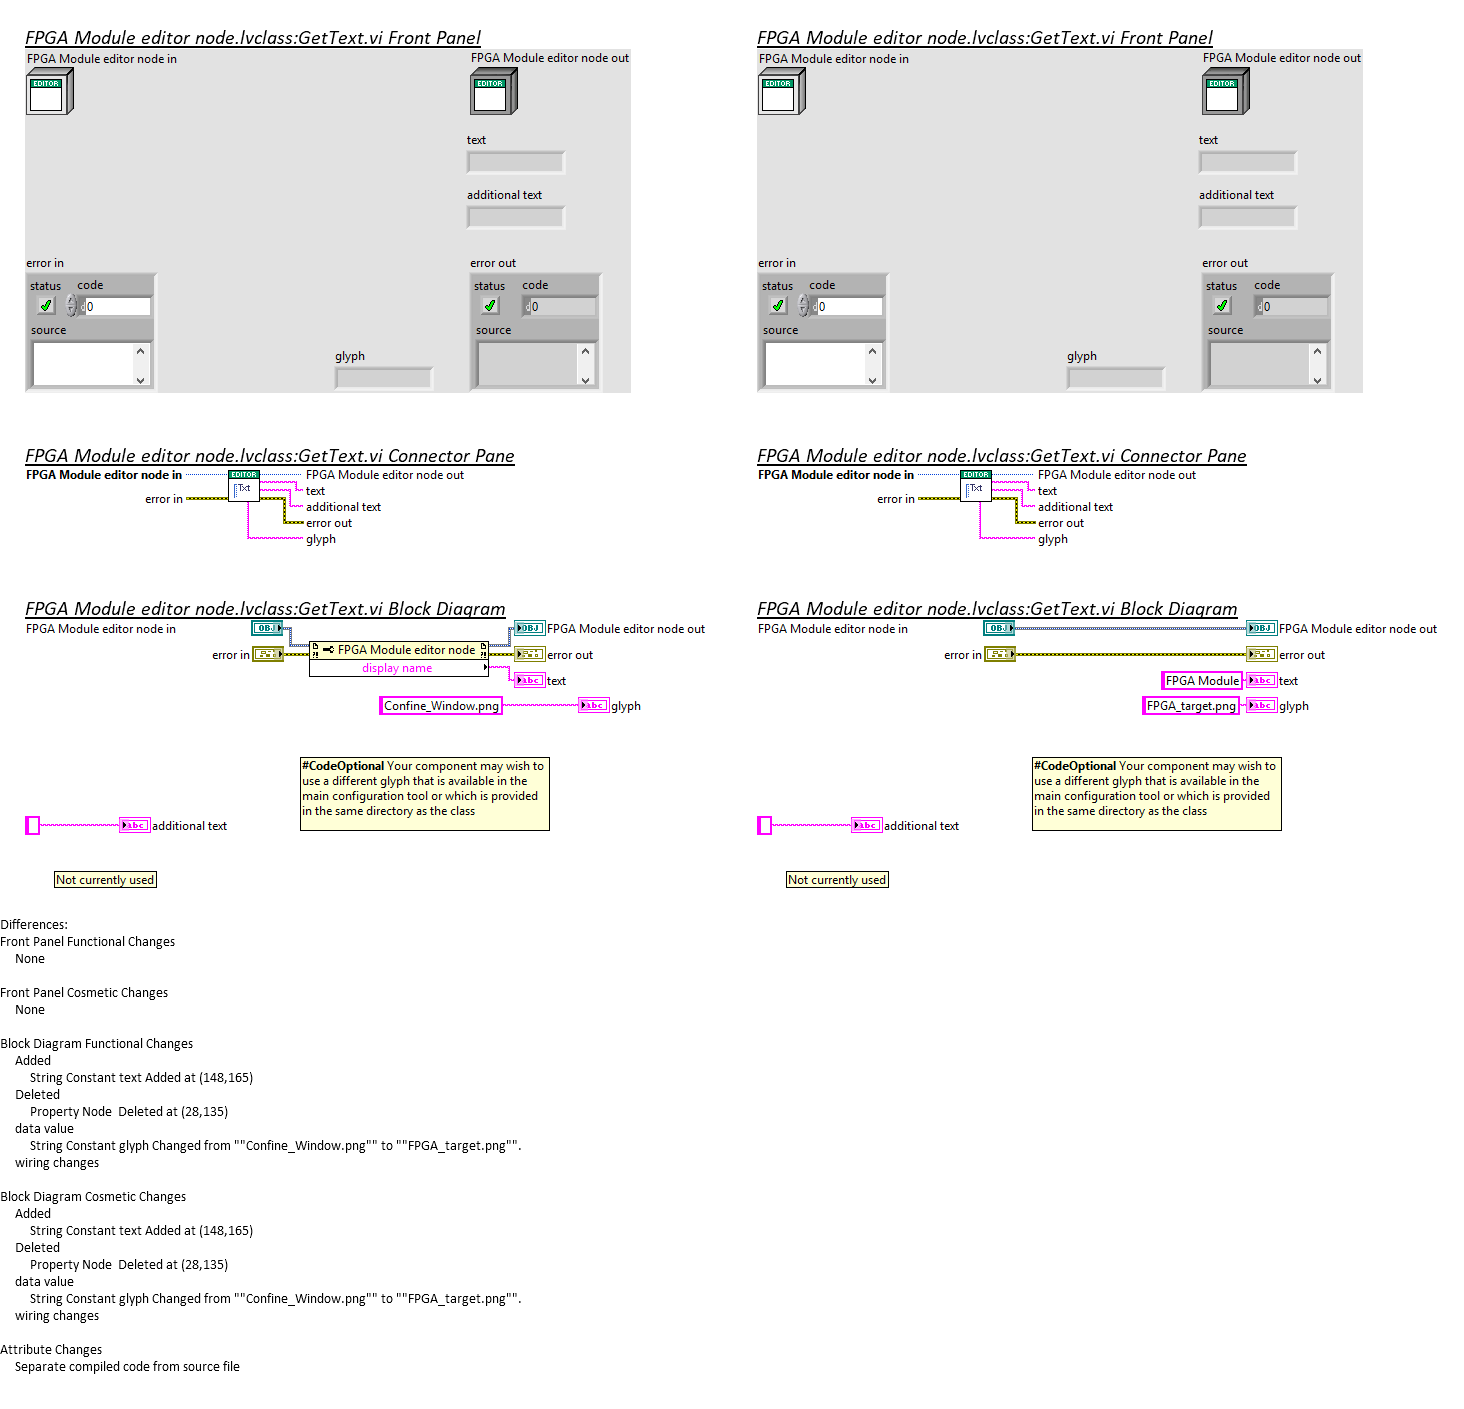 FPGA Module editor node.lvclass:GetText.vi Front Panel
FPGA Module editor node in
FPGA Module editor node out
EDITOR
EDITOR
text
additional text
error in
error out
status
code
status
code
0
0
source
source
glyph
FPGA Module editor node.lvclass:GetText.vi Connector Pane
FPGA Module editor node in
EDITOR
FPGA Module editor node out
Txt
text
error in
additional text
error out
glyph
FPGA Module editor node.lvclass:GetText.vi Block Diagram
FPGA Module editor node in
OBJ
OBJ
FPGA Module editor node out
error in
FPGA Module editor node
error out
display name
abc
text
Confine_Window.png
abc
glyph
#CodeOptional Your component may wish to
use a different glyph that is available in the
main configuration tool or which is provided
in the same directory as the class
abc
additional text
Not currently used
FPGA Module editor node.lvclass:GetText.vi Front Panel
FPGA Module editor node in
FPGA Module editor node out
EDITOR
EDITOR
text
additional text
error in
error out
status
code
status
code
0
0
source
source
glyph
FPGA Module editor node.lvclass:GetText.vi Connector Pane
FPGA Module editor node in
EDITOR
FPGA Module editor node out
Txt
text
error in
additional text
error out
glyph
FPGA Module editor node.lvclass:GetText.vi Block Diagram
FPGA Module editor node in
OBJ
OBJ
FPGA Module editor node out
error in
error out
FPGA Module
abc
text
FPGA_target.png
abc
glyph
#CodeOptional Your component may wish to
use a different glyph that is available in the
main configuration tool or which is provided
in the same directory as the class
abc
additional text
Not currently used
Differences:
Front Panel Functional Changes
None
Front Panel Cosmetic Changes
None
Block Diagram Functional Changes
Added
String Constant text Added at (148,165)
Deleted
Property Node  Deleted at (28,135)
data value
String Constant glyph Changed from ""Confine_Window.png"" to ""FPGA_target.png"".
wiring changes
Block Diagram Cosmetic Changes
Added
String Constant text Added at (148,165)
Deleted
Property Node  Deleted at (28,135)
data value
String Constant glyph Changed from ""Confine_Window.png"" to ""FPGA_target.png"".
wiring changes
Attribute Changes
Separate compiled code from source file